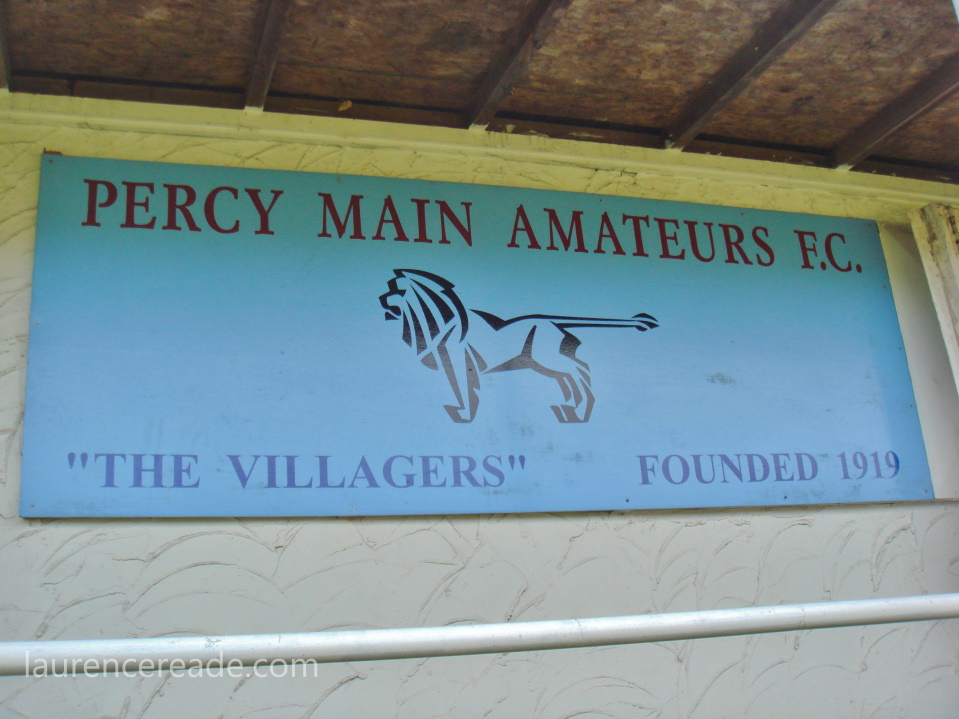 PERCY MAIN AMATEURS F.C.
"THE VILLAGERS" FOUNDED 1919
laurencereade.com